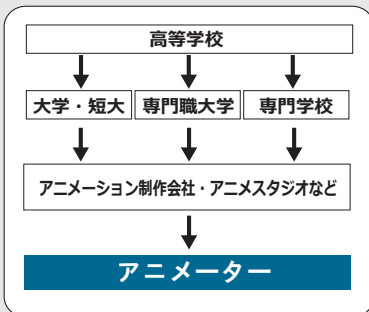 高等学校
大学・短大 専門職大学 専門学校
アニメーション制作会社・アニメスタジオなど
アニメーター